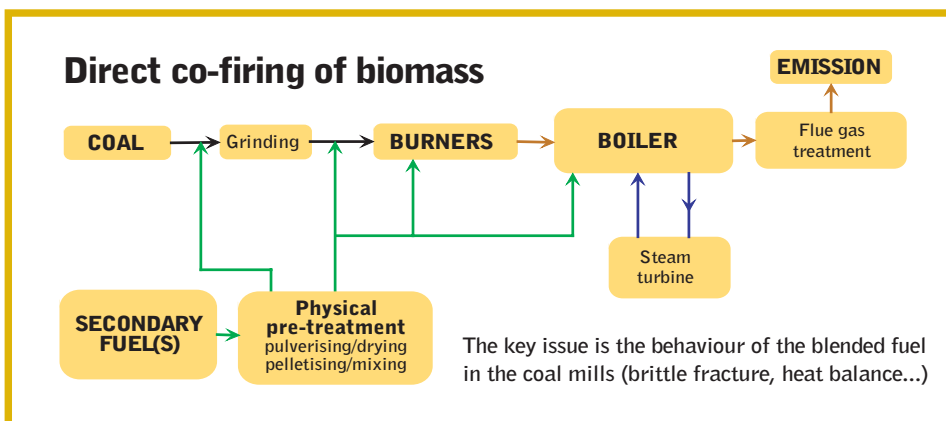 Direct co-firing of biomass
EMISSION
COAL
Grinding
BURNERS
BOILER
Flue gas
treatment
Steam
turbine
SECONDARY
FUEL(S)
Physical
pre-treatment
pulverising/drying
pelletising/mixing
The key issue is the behaviour of the blended fuel
in the coal mills (brittle fracture, heat balance...)